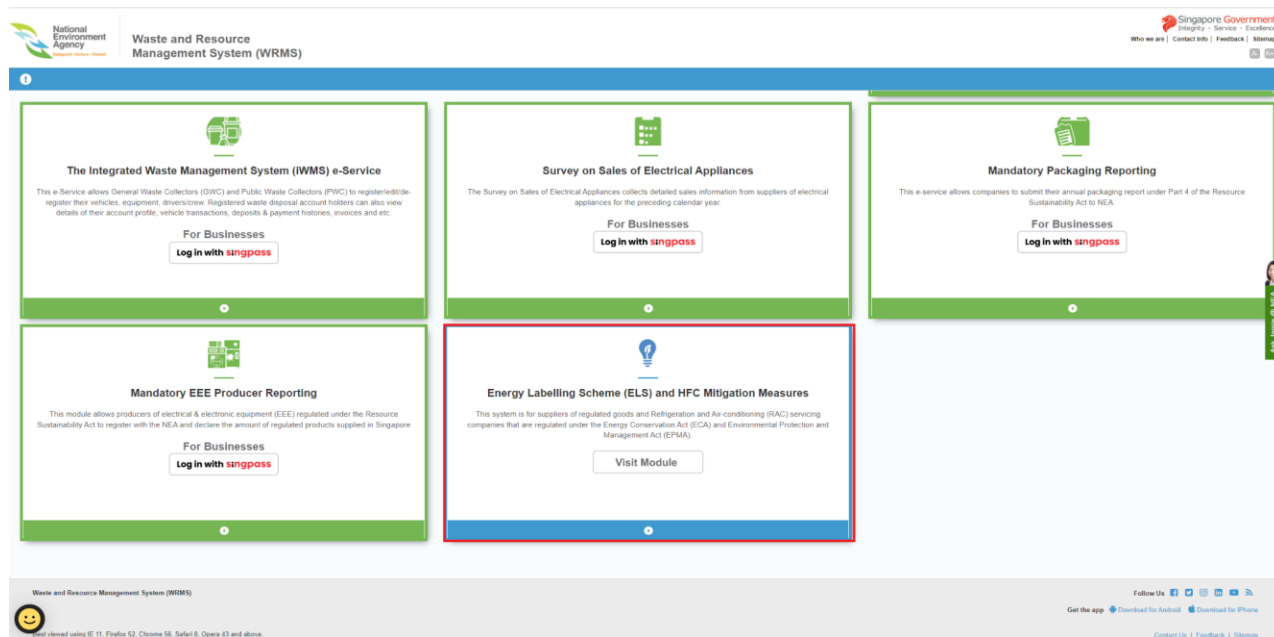 National
Environment
Agency
Safeguard · Nurture · Cherish
Waste and Resource
Management System (WRMS)
Singapore Government
Integrity · Service · Excellence
Who we are | Contact Info | Feedback | Sitemap
A- A+
The Integrated Waste Management System (IWMS) e-Service
This e-Service allows General Waste Collectors (GWC) and Public Waste Collectors (PWC) to register/edit/de-
register their vehicles, equipment, drivers/crew. Registered waste disposal account holders can also view
details of their account profile, vehicle transactions, deposits & payment histories, invoices and etc.
For Businesses
Log in with singpass
Survey on Sales of Electrical Appliances
The Survey on Sales of Electrical Appliances collects detailed sales information from suppliers of electrical
appliances for the preceding calendar year.
For Businesses
Log in with singpass
Mandatory Packaging Reporting
This e-service allows companies to submit their annual packaging report under Part 4 of the Resource
Sustainability Act to NEA.
For Businesses
Log in with singpass
Mandatory EEE Producer Reporting
This module allows producers of electrical & electronic equipment (EEE) regulated under the Resource
Sustainability Act to register with the NEA and declare the amount of regulated products supplied in Singapore
For Businesses
Log in with singpass
Energy Labelling Scheme (ELS) and HFC Mitigation Measures
This system is for suppliers of regulated goods and Refrigeration and Air-conditioning (RAC) servicing
companies that are regulated under the Energy Conservation Act (ECA) and Environmental Protection and
Management Act (EPMA).
Visit Module
Waste and Resource Management System (WRMS)
Follow Us
Get the app Download for Android Download for iPhone
Best viewed using IE 11, Firefox 52, Chrome 56, Safari 8, Opera 43 and above.
Contact Us | Feedback | Sitemap